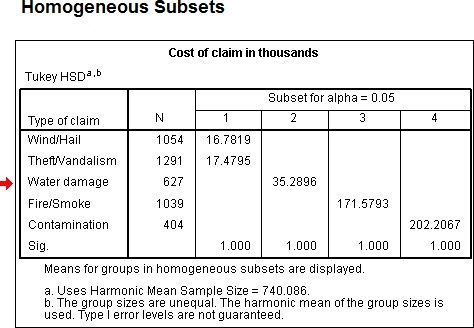 Homogeneous Subsets
Cost of claim in thousands
Tukey HSDa,b
Subset for alpha = 0.05
Type of claim N 1 2 3 4
Wind/Hail 1054 16.7819
Theft/Vandalism 1291 17.4795
Water damage 627 35.2896
Fire/Smoke 1039 171.5793
Contamination 404 202.2067
Sig. 1.000 1.000 1.000 1.000
Means for groups in homogeneous subsets are displayed.
a. Uses Harmonic Mean Sample Size = 740.086.
b. The group sizes are unequal. The harmonic mean of the group sizes is
used. Type I error levels are not guaranteed.